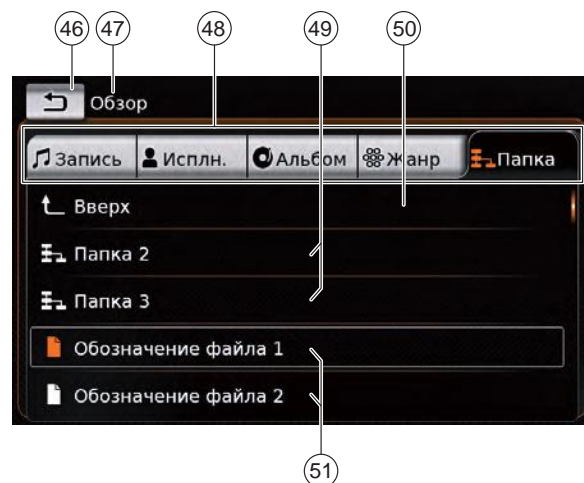 46 47 48 49 50
Обзор
Запись Исплн. Альбом Жанр Папка
Вверх
Папка 2
Папка 3
Обозначение файла 1
Обозначение файла 2
51